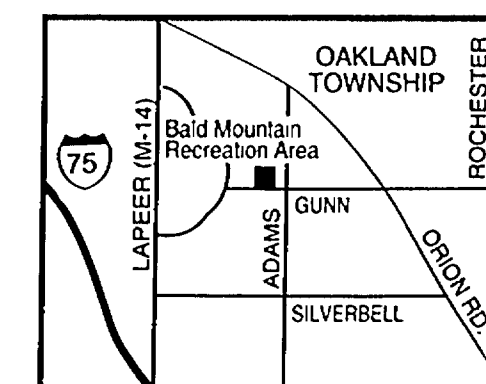 OAKLAND
TOWNSHIP
ROCHESTER
LAPEER (M-14)
Bald Mountain
Recreation Area
75
GUNN
ADAMS
ORION RD.
SILVERBELL